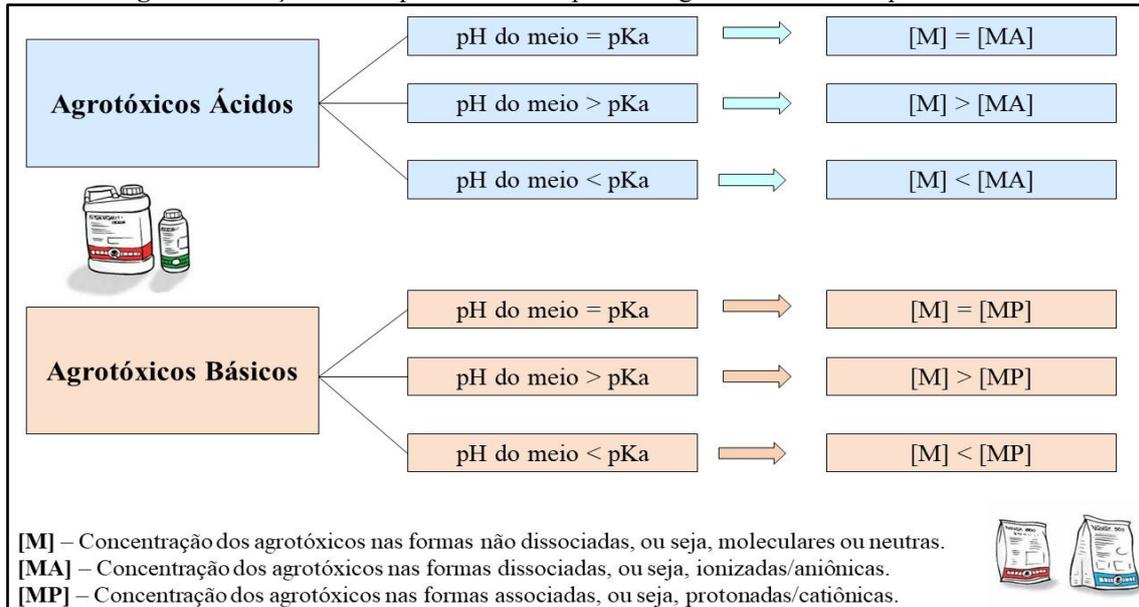 pH do meio = pKa [M] = [MA]
Agrotóxicos Ácidos pH do meio > pKa [M] > [MA]
pH do meio < pKa [M] < [MA]
pH do meio = pKa [M] = [MP]
Agrotóxicos Básicos pH do meio > pKa [M] > [MP]
pH do meio < pKa [M] < [MP]
[M] – Concentração dos agrotóxicos nas formas não dissociadas, ou seja, moleculares ou neutras.
[MA] – Concentração dos agrotóxicos nas formas dissociadas, ou seja, ionizadas/aniônicas.
[MP] – Concentração dos agrotóxicos nas formas associadas, ou seja, protonadas/catiônicas.